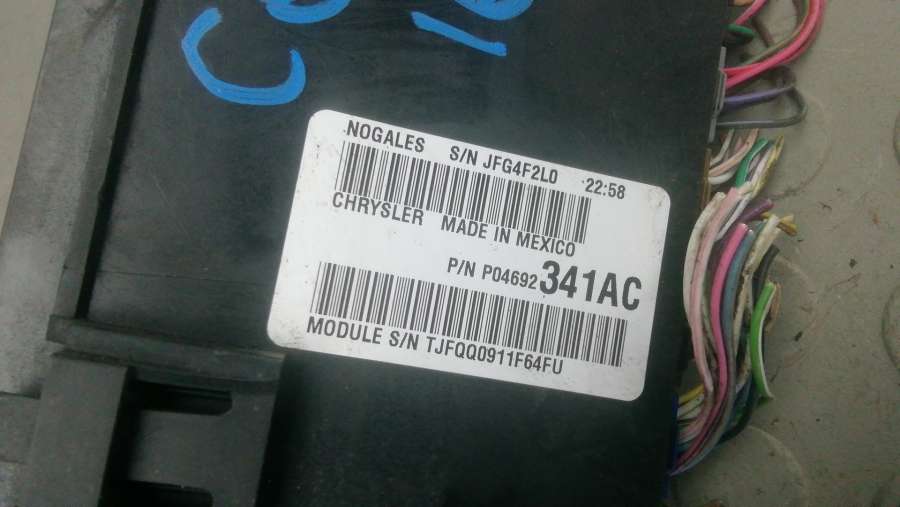 NOGALES S/N JFG4F2L0 22:58
CHRYSLER MADE IN MEXICO
P/N P04692341AC
MODULE S/N TJFQQ0911F64FU